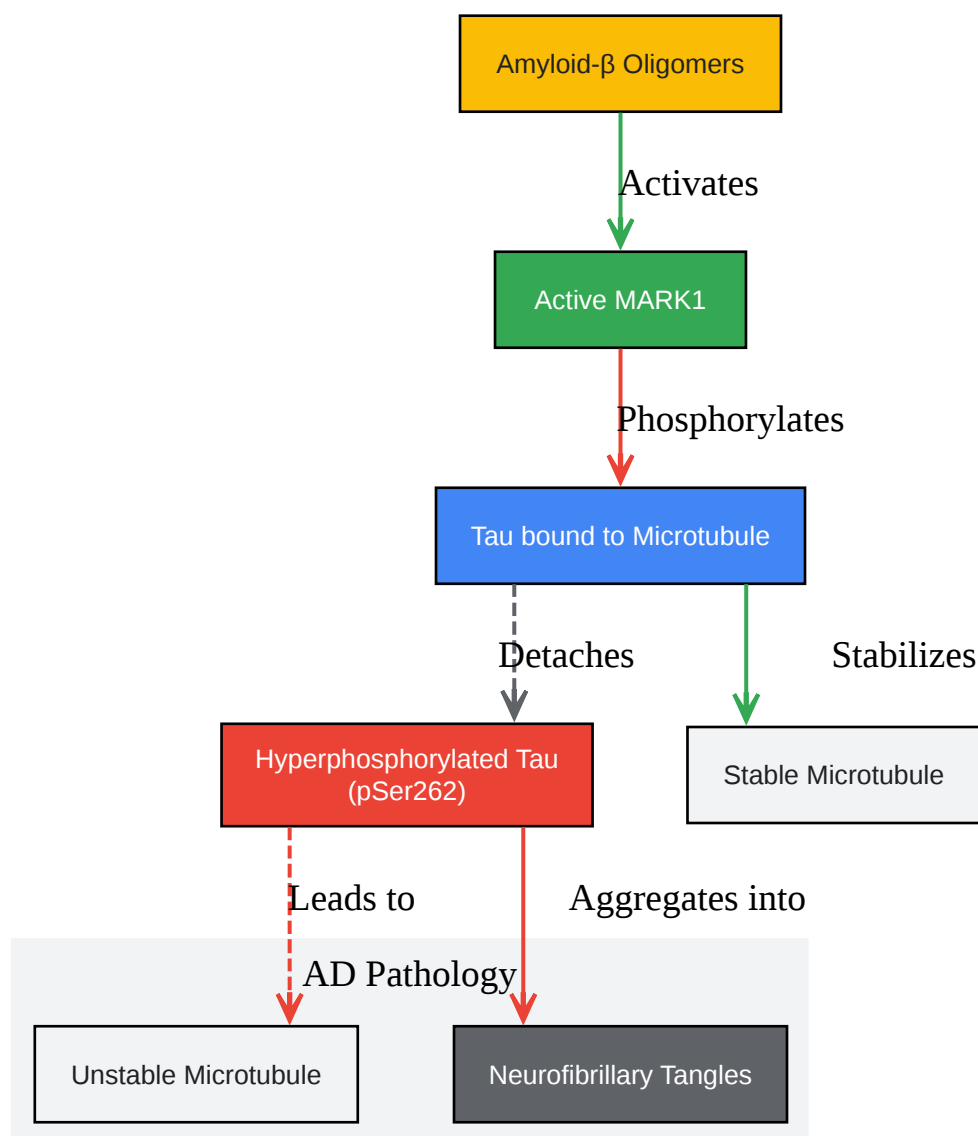 Amyloid-β Oligomers
Activates
Active MARK1
Phosphorylates
Tau bound to Microtubule
Detaches
Stabilizes
Hyperphosphorylated Tau
(pSer262)
Stable Microtubule
Leads to
Aggregates into
AD Pathology
Unstable Microtubule
Neurofibrillary Tangles